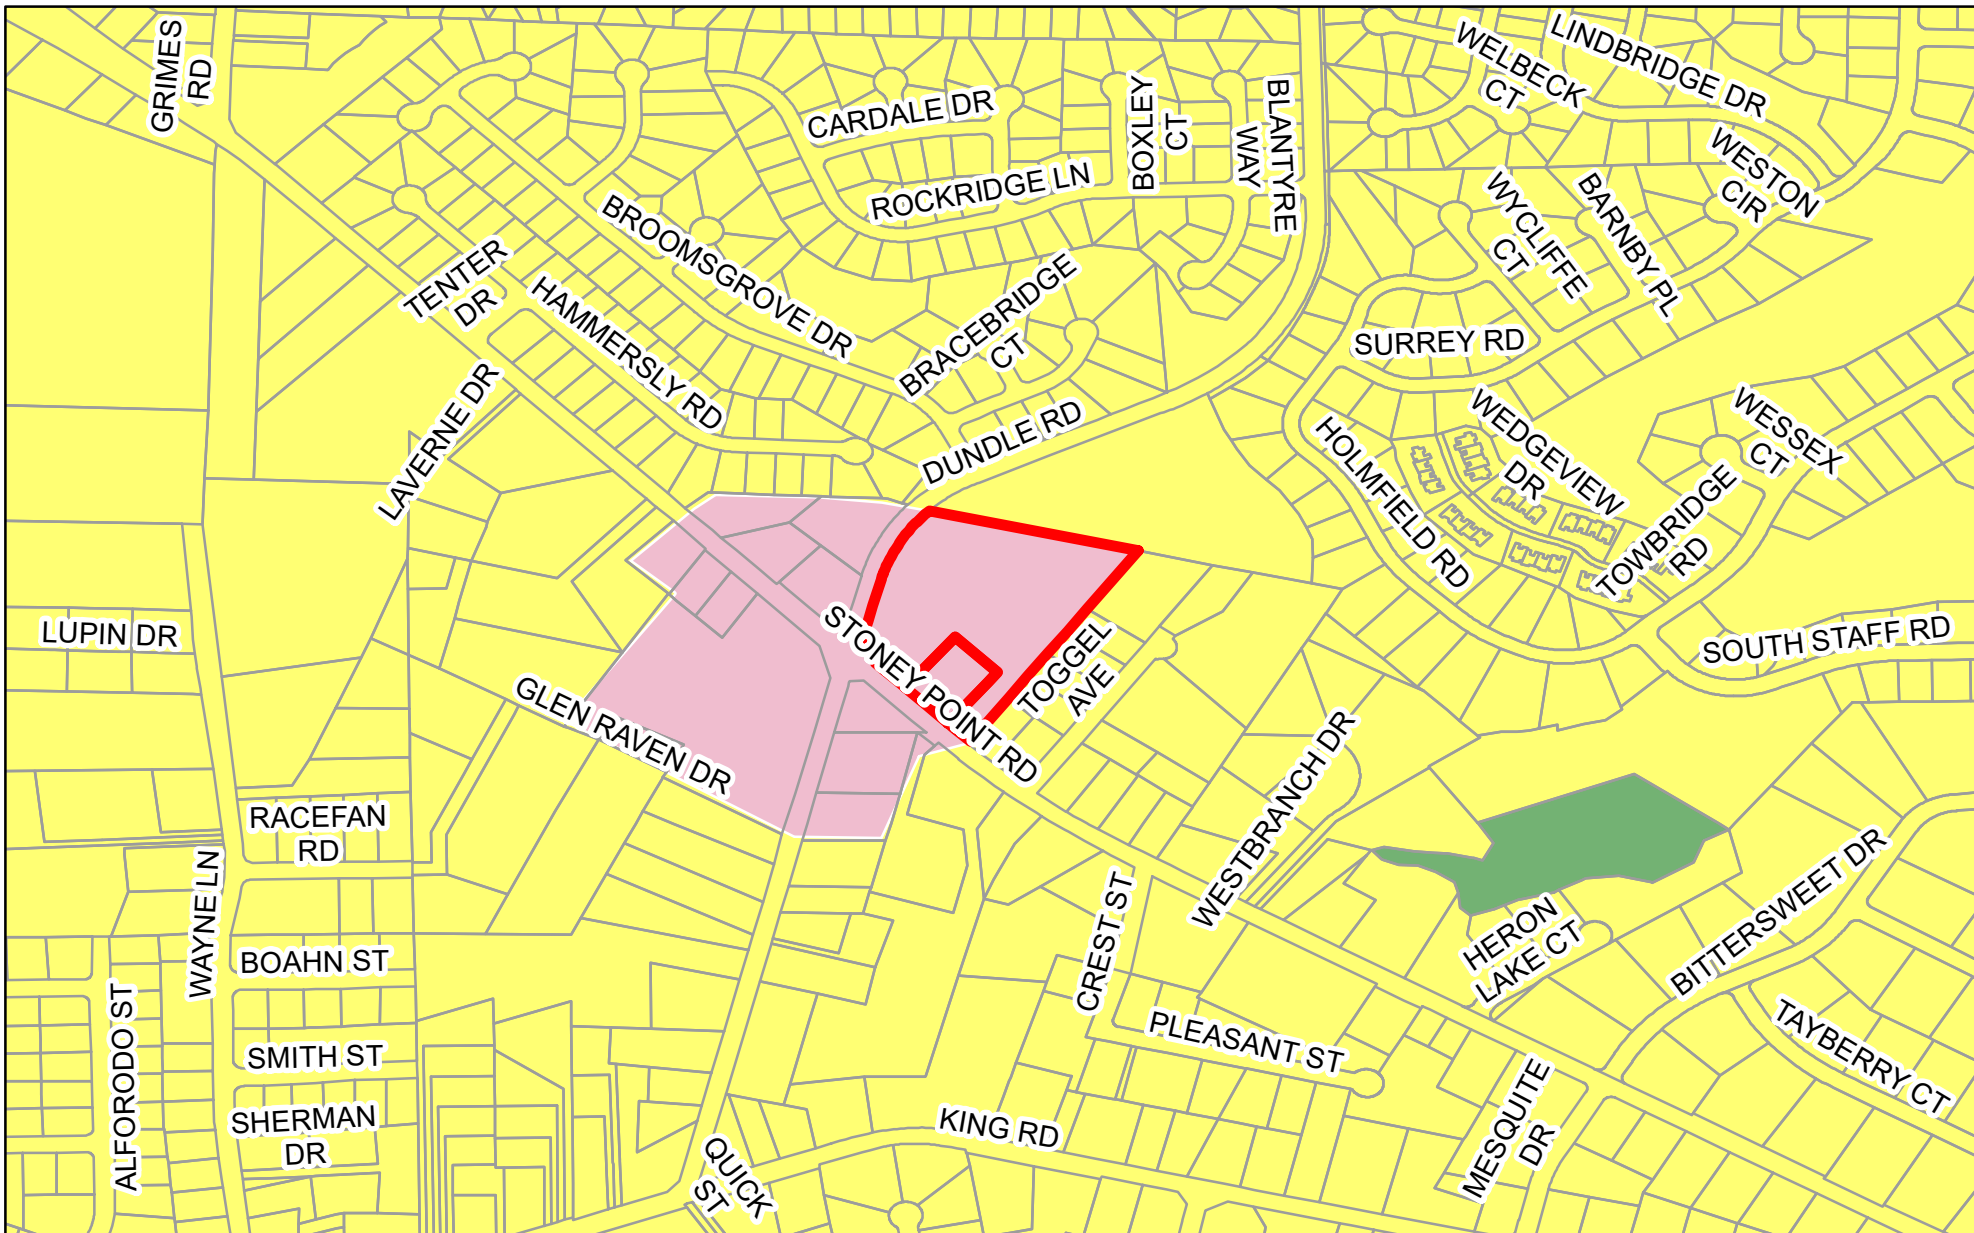 GRIMES
RD
CARDALE DR
BOXLEY
CT
BLANTYRE
WAY
WELBECK
CT
LINDBRIDGE DR
WESTON
CIR
ROCKRIDGE LN
WYCLIFFE
CT
BARNBY PL
BROOMSGROVE DR
TENTER
DR
HAMMERSLY RD
BRACEBRIDGE
CT
SURREY RD
LAVERNE DR
DUNDLE RD
WEDGEVIEW
DR
WESSEX
CT
HOLMFIELD RD
TOWBRIDGE
RD
LUPIN DR
STONEY POINT RD
TOGGEL
AVE
SOUTH STAFF RD
GLEN RAVEN DR
WESTBRANCH DR
RACEFAN
RD
WAYNE LN
CREST ST
BITTERSWEET DR
HERON
LAKE CT
BOAHN ST
ALFORODO ST
SMITH ST
PLEASANT ST
TAYBERRY CT
SHERMAN
DR
KING RD
MESQUITE
DR
QUICK
ST